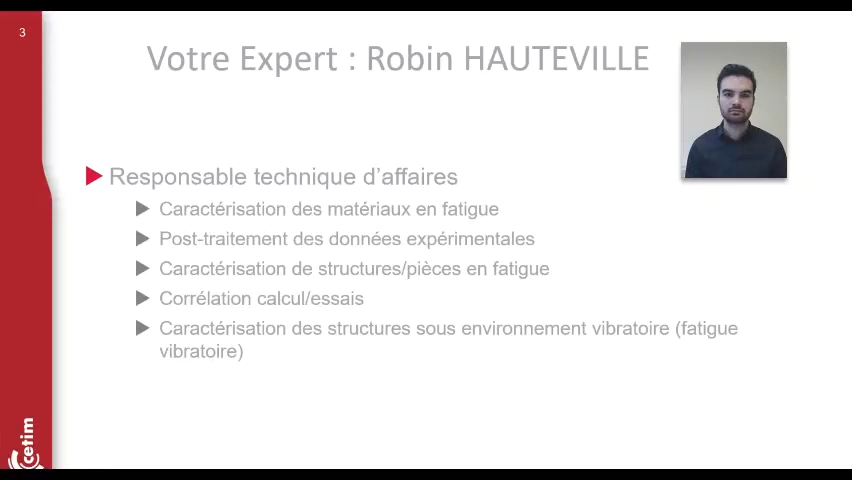 3
Votre Expert : Robin HAUTEVILLE
Responsable technique d'affaires
Caractérisation des matériaux en fatigue
Post-traitement des données expérimentales
Caractérisation de structures/pièces en fatigue
Corrélation calcul/essais
Caractérisation des structures sous environnement vibratoire (fatigue
vibratoire)
cetim